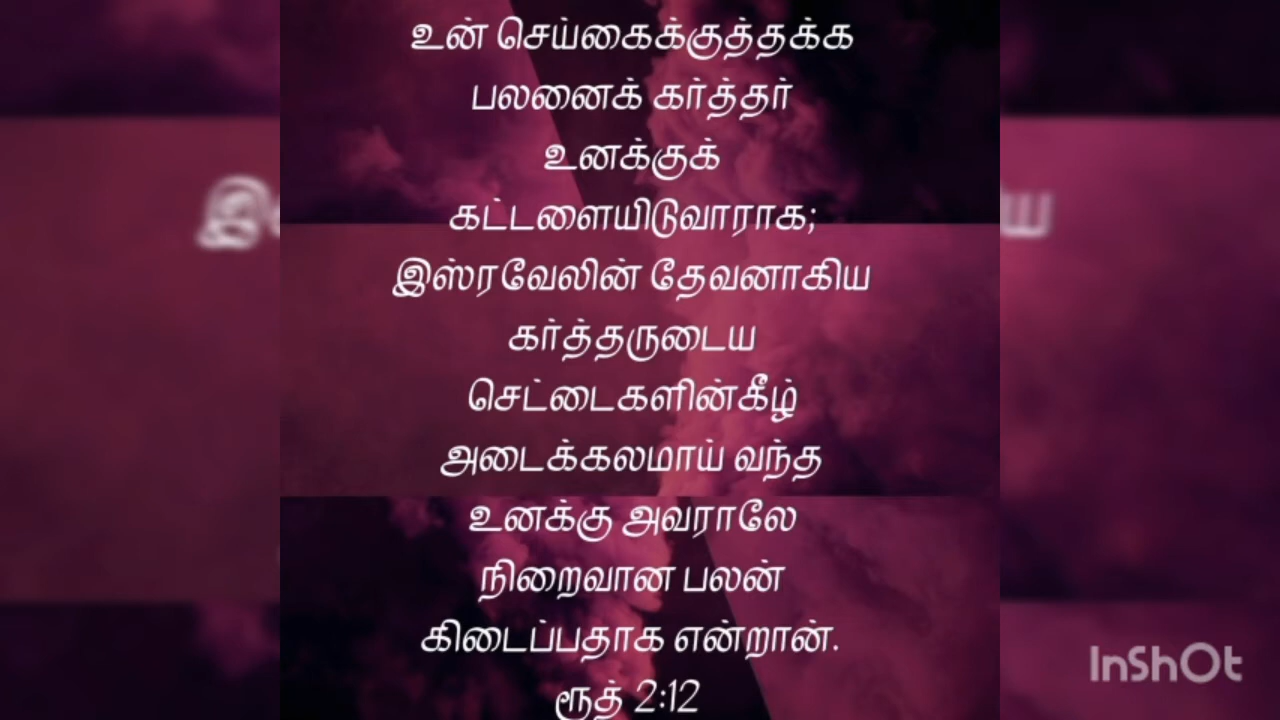 உன் செய்கைக்குத்தக்க
பலனைக் கர்த்தர்
உனக்குக்
கட்டளையிடுவாராக;
இஸ்ரவேலின் தேவனாகிய
கர்த்தருடைய
செட்டைகளின்கீழ்
அடைக்கலமாய் வந்த
உனக்கு அவராலே
நிறைவான பலன்
கிடைப்பதாக என்றான்.
ரூத் 2:12
InShOt